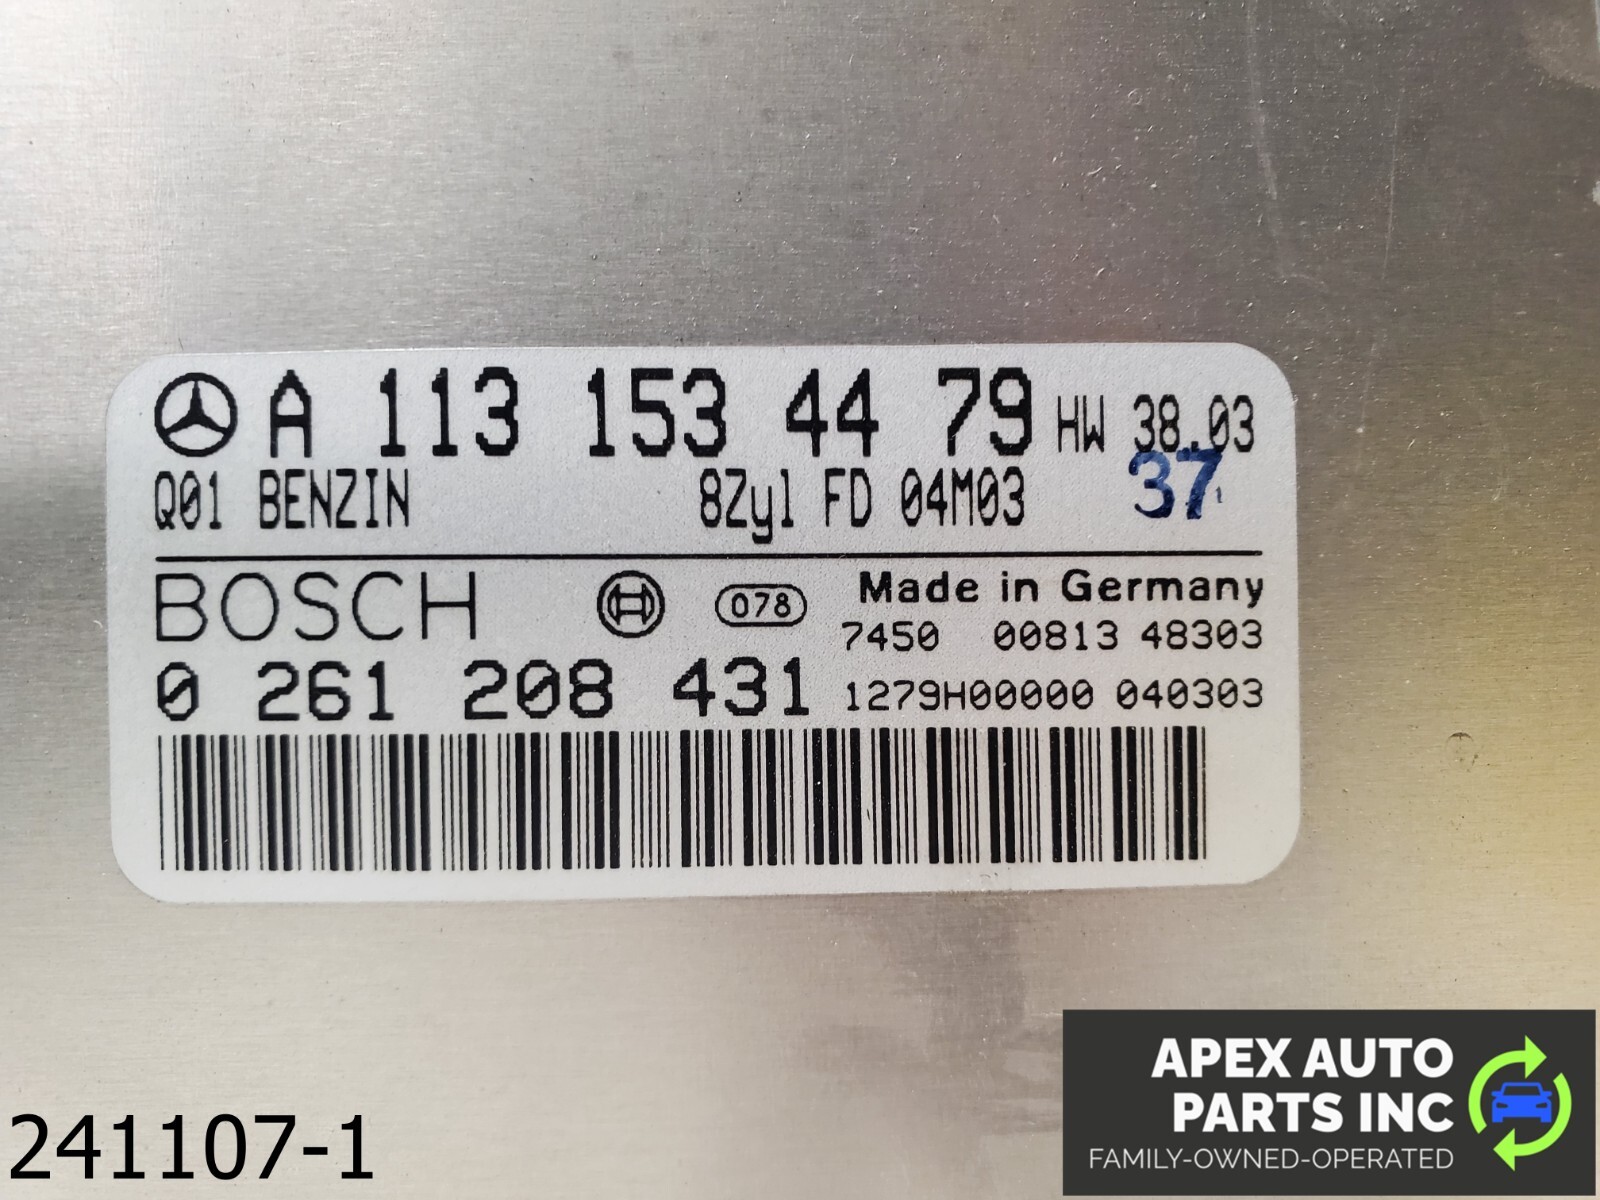 A 113 153 44 79 HW 38.03
Q01 BENZIN 8Zyl FD 04M03 37
BOSCH 078 Made in Germany
7450 00813 48303
0 261 208 431 1279H00000 040303
241107-1
APEX AUTO
PARTS INC
FAMILY-OWNED-OPERATED